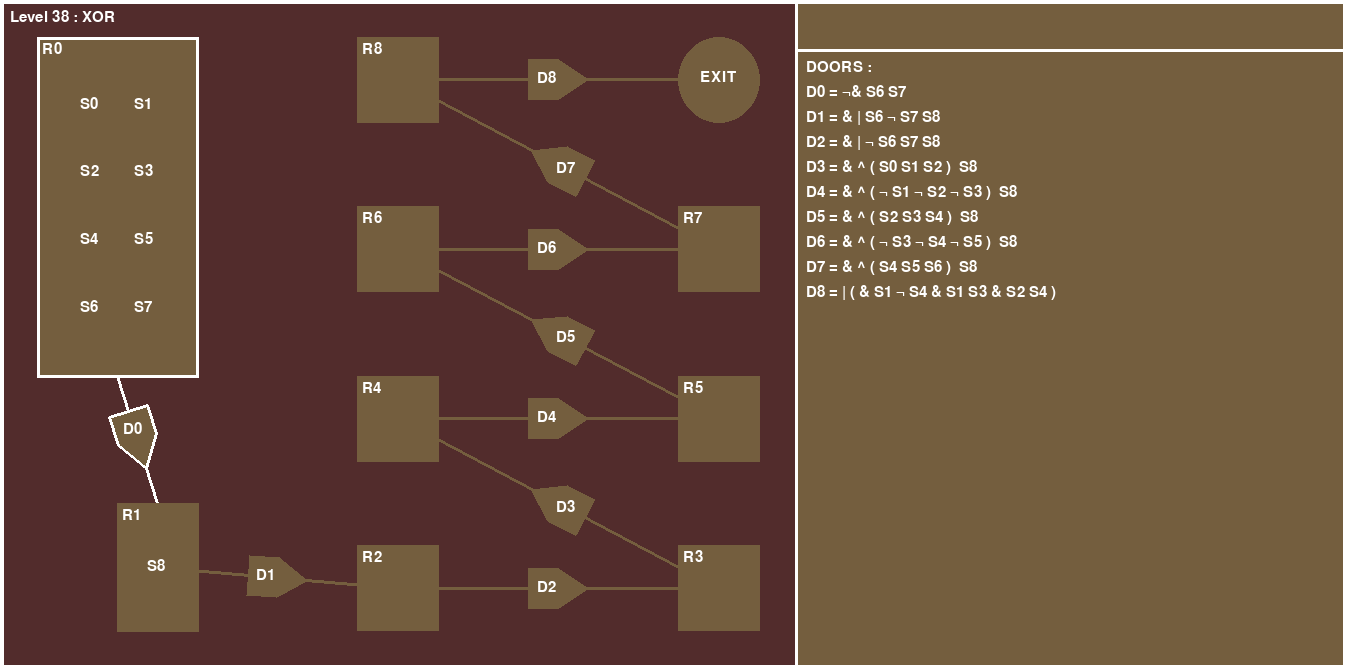 Level 38 : XOR
R0
S0 S1
S2 S3
S4 S5
S6 S7
D0
R1
S8
D1
R2
D2
R3
D3
R4
D4
R5
D5
R6
D6
R7
D7
R8
D8
EXIT
DOORS :
D0 = ¬& S6 S7
D1 = & | S6 ¬ S7 S8
D2 = & | ¬ S6 S7 S8
D3 = & ^ ( S0 S1 S2 ) S8
D4 = & ^ ( ¬ S1 ¬ S2 ¬ S3 ) S8
D5 = & ^ ( S2 S3 S4 ) S8
D6 = & ^ ( ¬ S3 ¬ S4 ¬ S5 ) S8
D7 = & ^ ( S4 S5 S6 ) S8
D8 = | ( & S1 ¬ S4 & S1 S3 & S2 S4 )